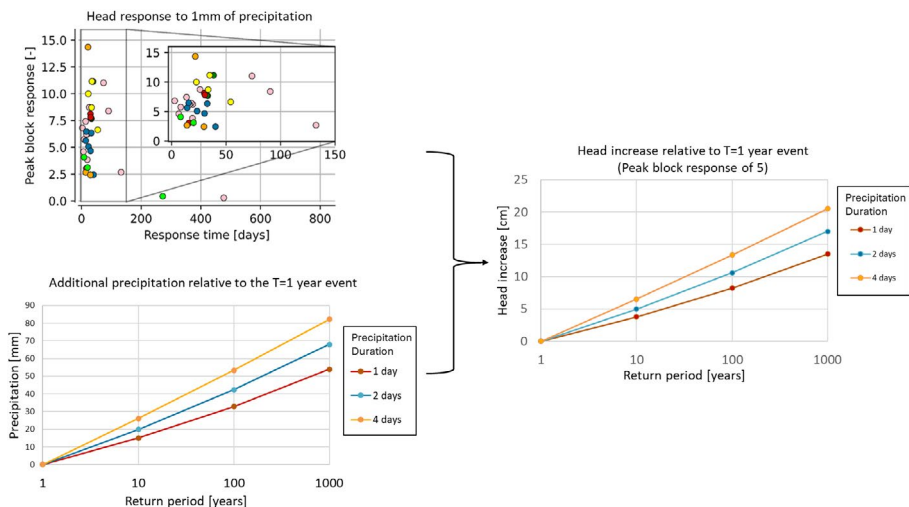 Head response to 1mm of precipitation
Peak block response [-]
15.0
12.5
10.0
7.5
5.0
2.5
0.0
0 200 400 600 800
Response time [days]
15
10
5
0
0 50 100 150
Additional precipitation relative to the T=1 year event
Precipitation [mm]
90
80
70
60
50
40
30
20
10
0
1 10 100 1000
Return period [years]
Precipitation
Duration
1 day
2 days
4 days
Head increase relative to T=1 year event
(Peak block response of 5)
Head increase [cm]
25
20
15
10
5
0
1 10 100 1000
Return period [years]
Precipitation
Duration
1 day
2 days
4 days